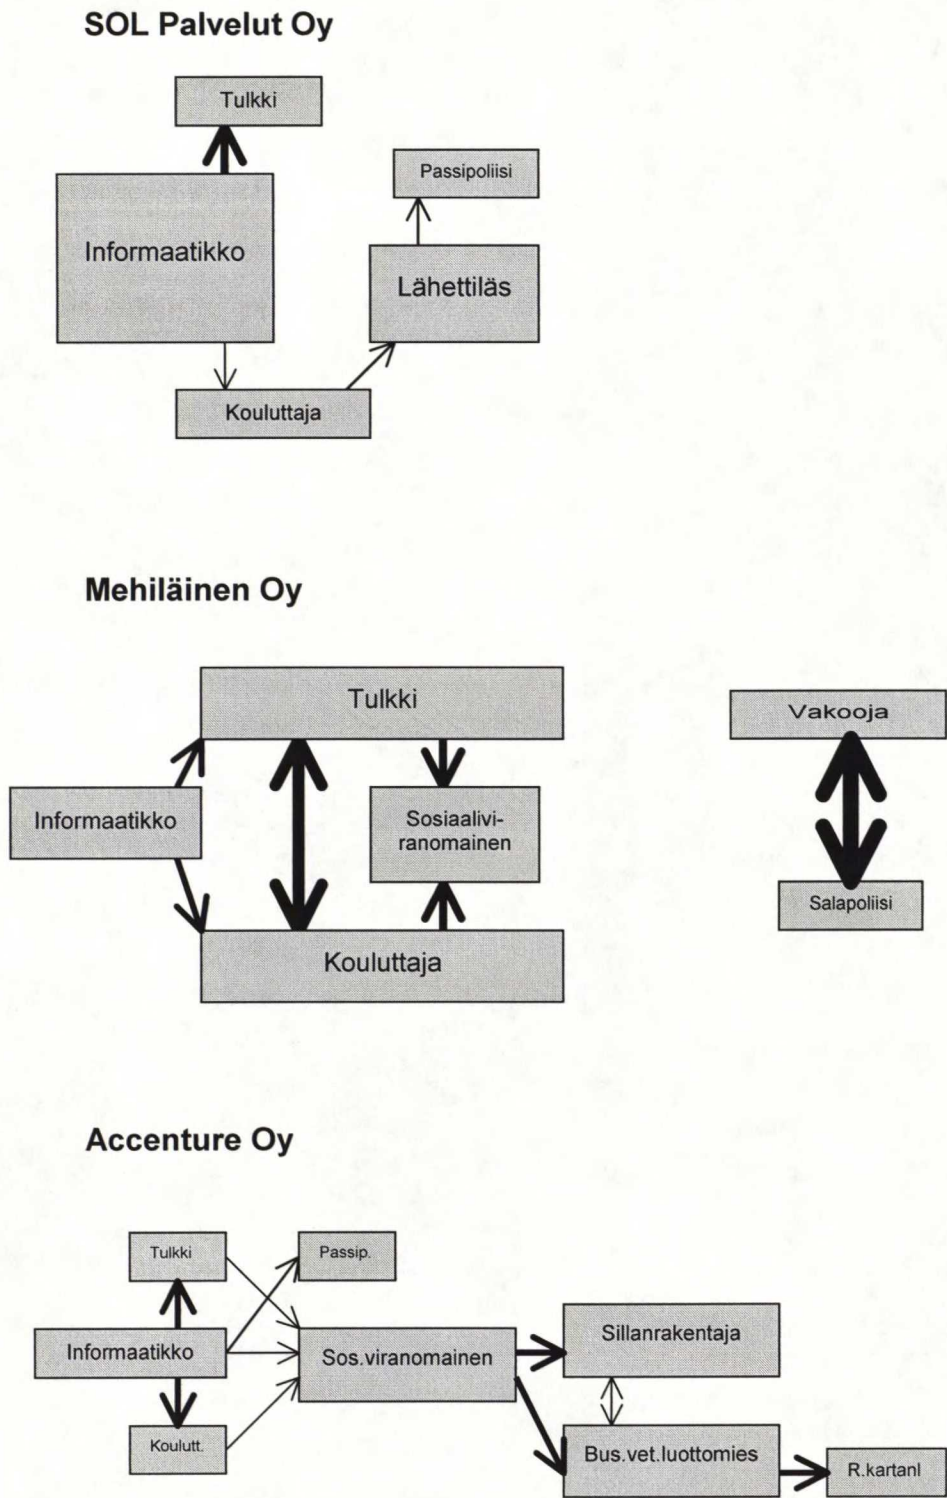 SOL Palvelut Oy
Tulkki
Passipoliisi
Informaatikko
Lähettiläs
Kouluttaja
Mehiläinen Oy
Tulkki
Vakooja
Informaatikko
Sosiaalivi-
ranomainen
Salapoliisi
Kouluttaja
Accenture Oy
Tulkki
Passip.
Sillanrakentaja
Informaatikko
Sos.viranomainen
Koulutt.
Bus.vet.luottomies
R.kartanl